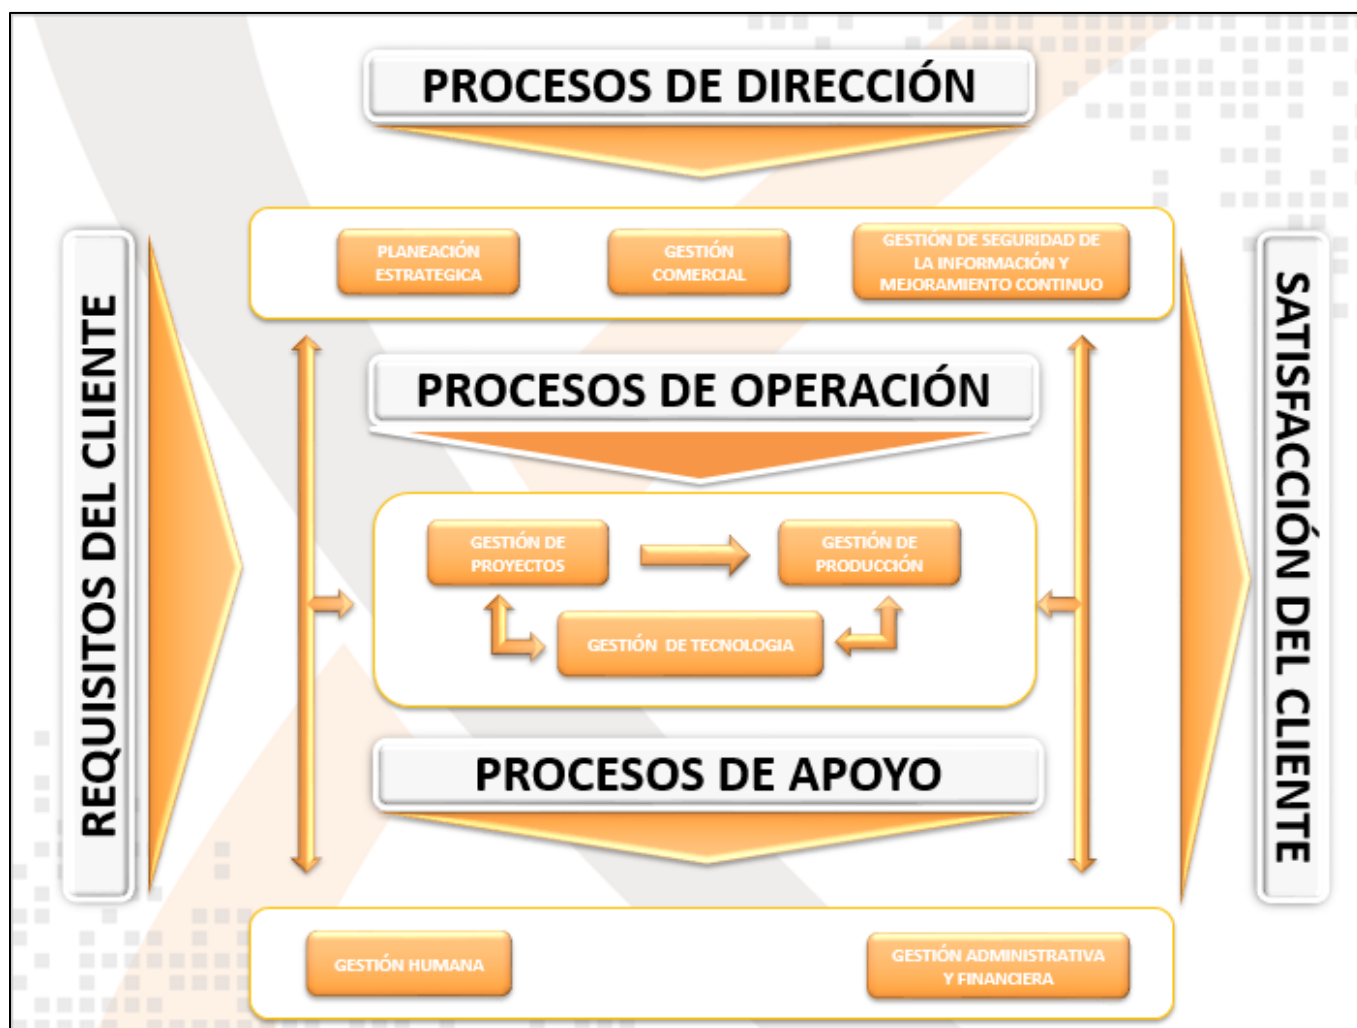 PROCESOS DE DIRECCIÓN
REQUISITOS DEL CLIENTE
PLANEACIÓN
ESTRATEGICA
GESTIÓN
COMERCIAL
GESTIÓN DE SEGURIDAD DE
LA INFORMACIÓN Y
MEJORAMIENTO CONTINUO
PROCESOS DE OPERACIÓN
GESTIÓN DE
PROYECTOS
GESTIÓN DE
PRODUCCIÓN
GESTIÓN DE TECNOLOGIA
PROCESOS DE APOYO
GESTIÓN HUMANA
GESTIÓN ADMINISTRATIVA
Y FINANCIERA
SATISFACCIÓN DEL CLIENTE